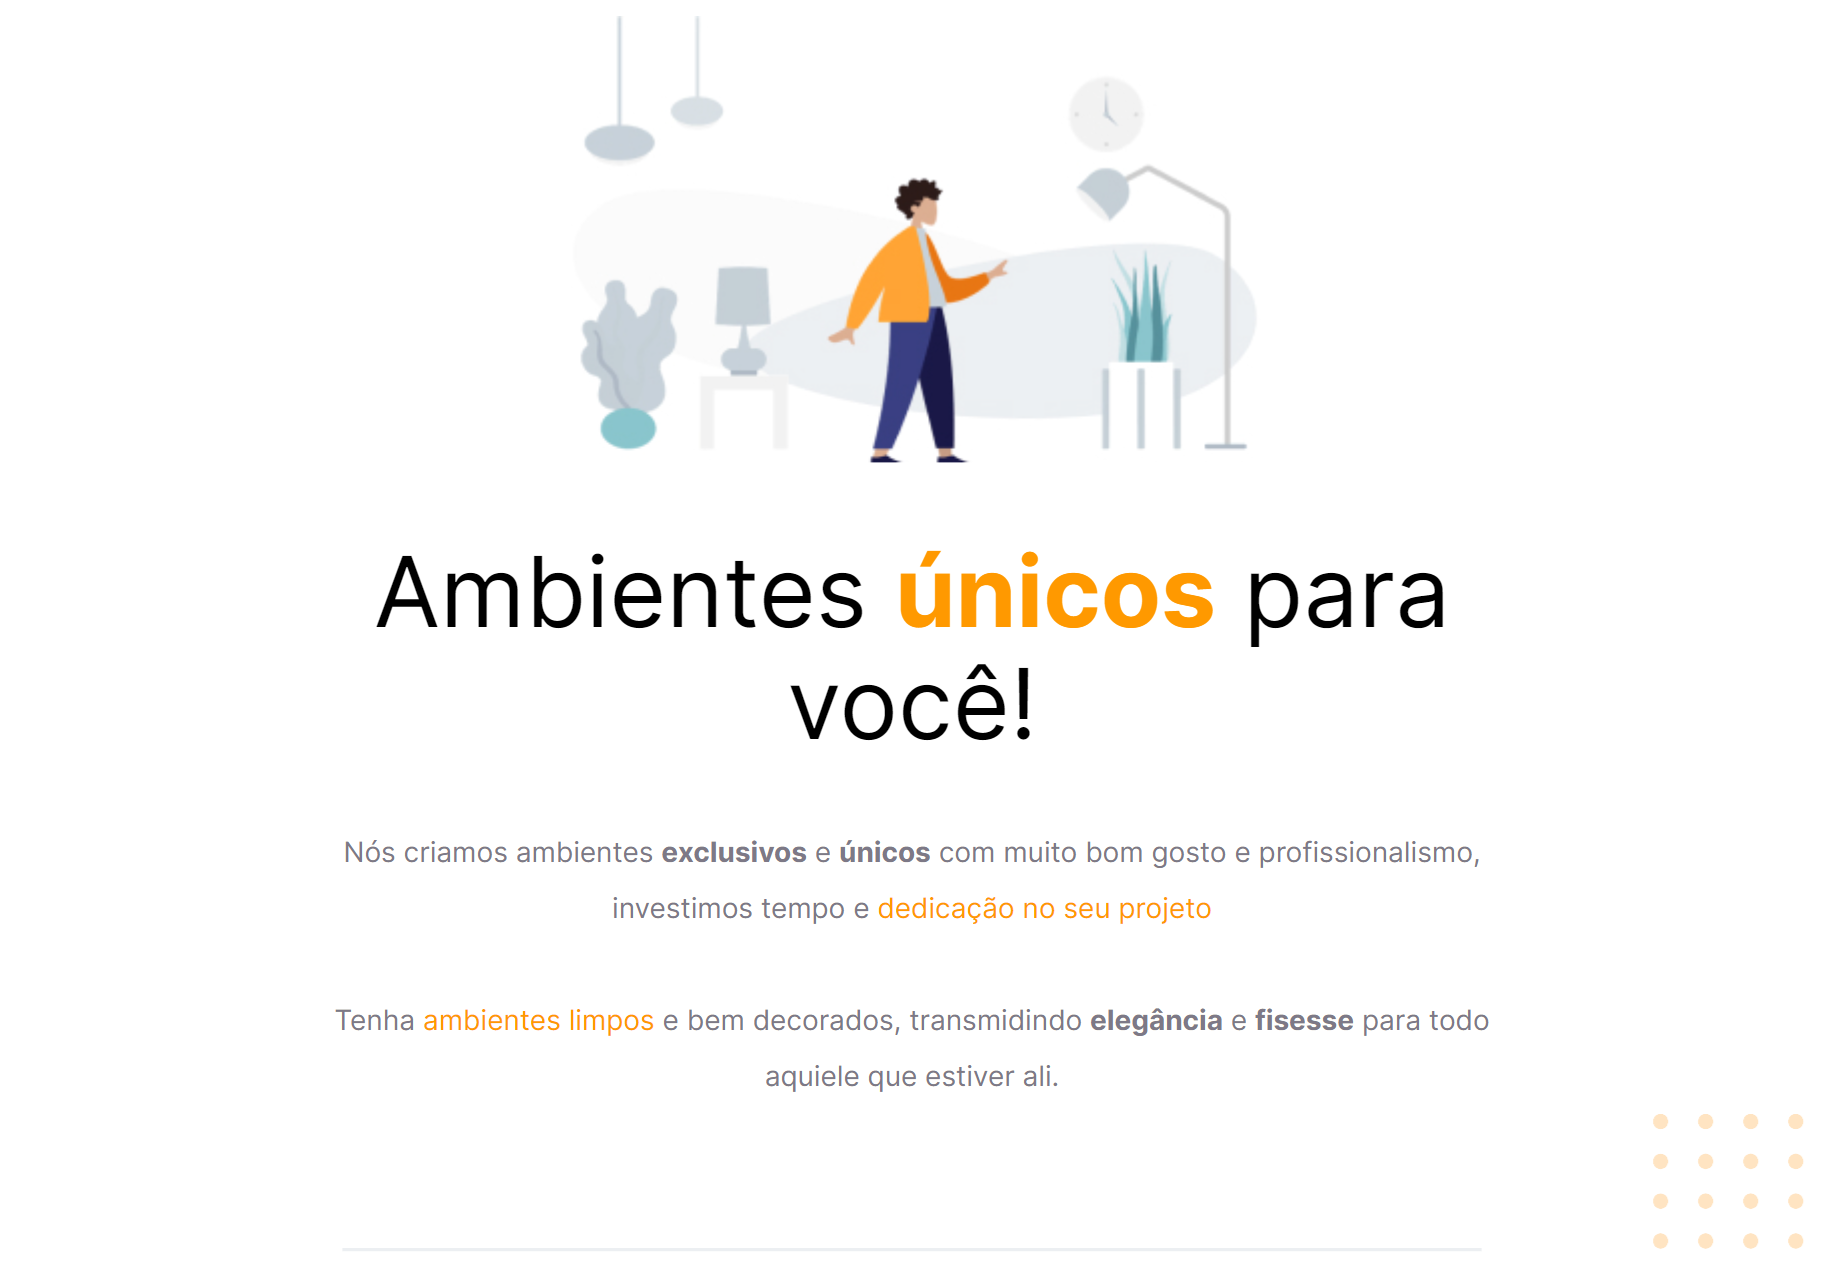 Ambientes únicos para
você!
Nós criamos ambientes exclusivos e únicos com muito bom gosto e profissionalismo,
investimos tempo e dedicação no seu projeto
Tenha ambientes limpos e bem decorados, transmidindo elegância e fisesse para todo
aquiele que estiver ali.